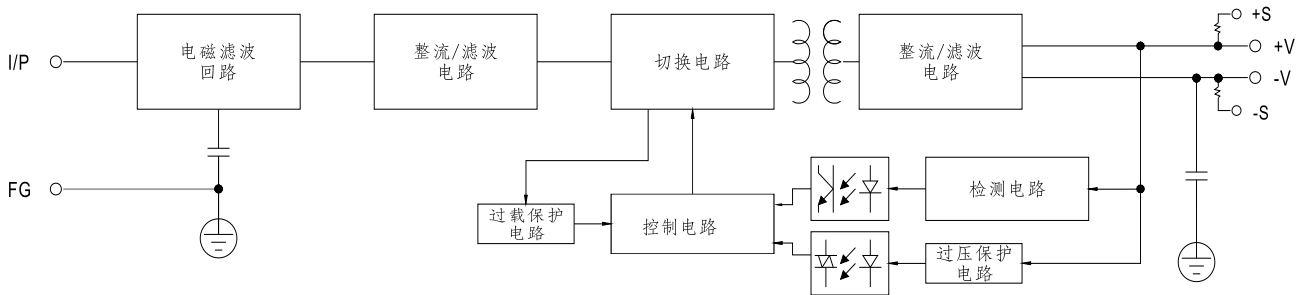 +S
I/P
电磁滤波
回路
整流/滤波
电路
切换电路
整流/滤波
电路
+V
-V
-S
FG
过载保护
电路
控制电路
检测电路
过压保护
电路